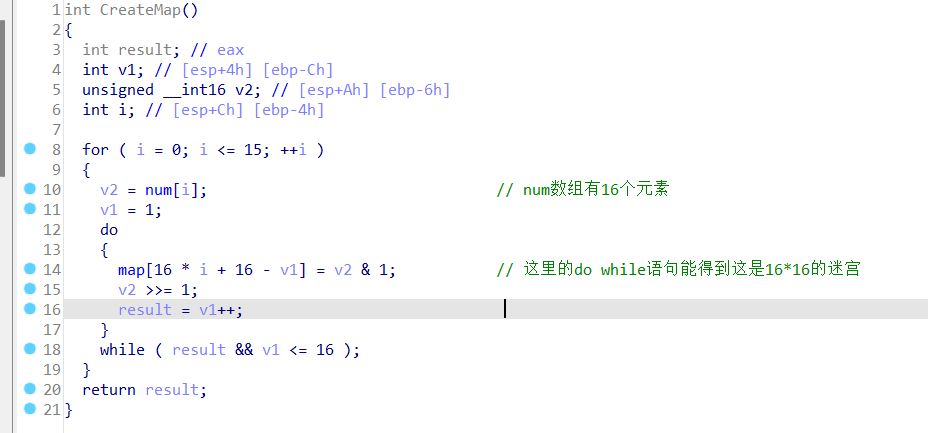 1 int CreateMap()
2 {
3 int result; // eax
4 int v1; // [esp+4h] [ebp-Ch]
5 unsigned __int16 v2; // [esp+Ah] [ebp-6h]
6 int i; // [esp+Ch] [ebp-4h]
7
8 for ( i = 0; i <= 15; ++i )
9 {
10 v2 = num[i]; // num数组有16个元素
11 v1 = 1;
12 do
13 {
14 map[16 * i + 16 - v1] = v2 & 1; // 这里的do while语句能得到这是16*16的迷宫
15 v2 >>= 1;
16 result = v1++;
17 }
18 while ( result && v1 <= 16 );
19 }
20 return result;
21 }